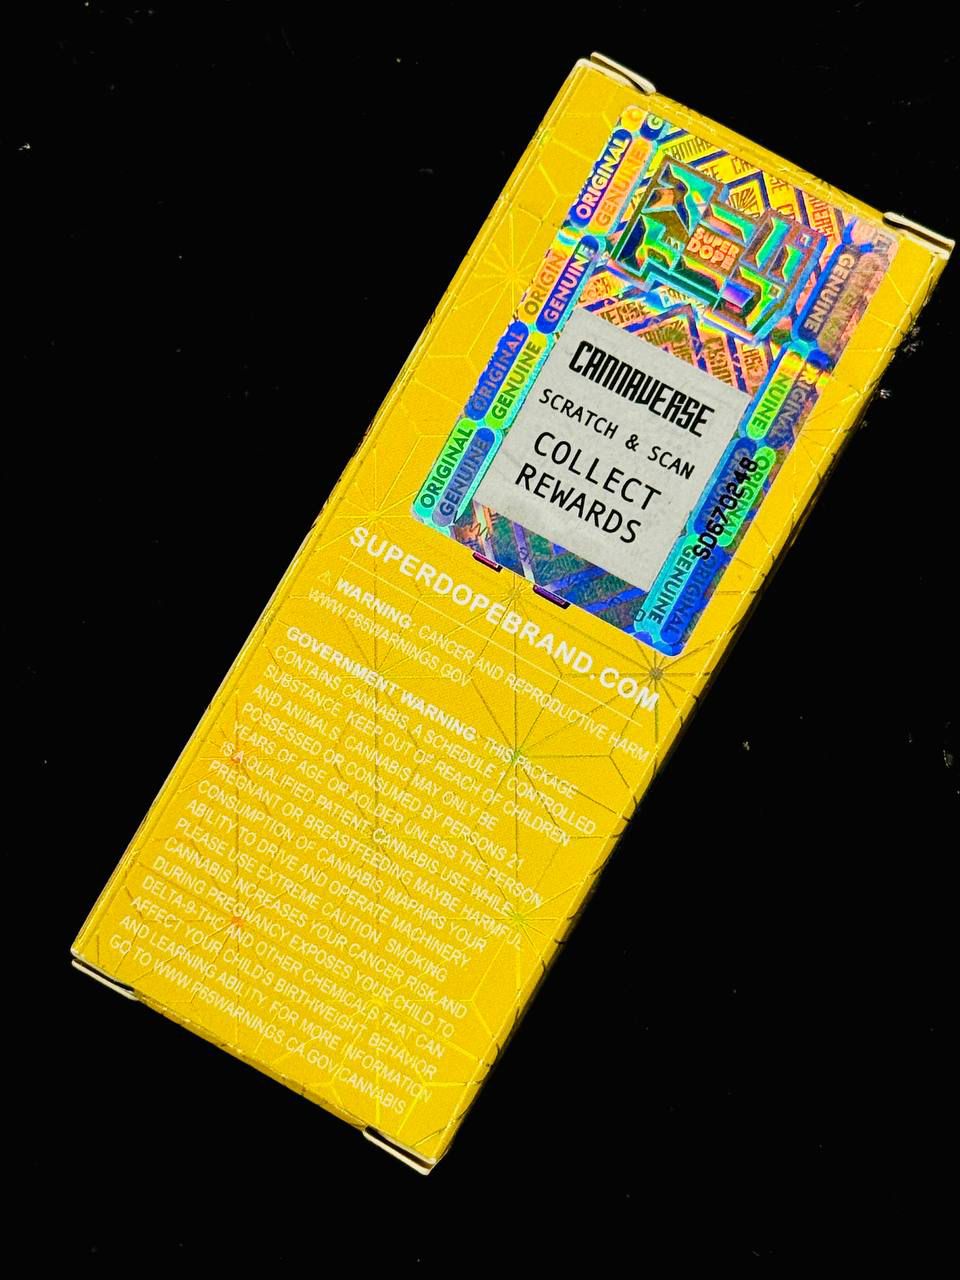 ORIGINAL
GENUINE
SUPER
DOPE
CANNAVERSE
SCRATCH & SCAN
COLLECT
REWARDS
SD670248
SUPERDOPEBRAND.COM
⚠ WARNING: CANCER AND REPRODUCTIVE HARM
WWW.P65WARNINGS.GOV
GOVERNMENT WARNING: THIS PACKAGE
CONTAINS CANNABIS, A SCHEDULE 1 CONTROLLED
SUBSTANCE. KEEP OUT OF REACH OF CHILDREN
AND ANIMALS. CANNABIS MAY ONLY BE
POSSESSED OR CONSUMED BY PERSONS 21
YEARS OF AGE OR OLDER UNLESS THE PERSON
IS A QUALIFIED PATIENT. CANNABIS USE WHILE
PREGNANT OR BREASTFEEDING MAYBE HARMFUL.
CONSUMPTION OF CANNABIS IMAPAIRS YOUR
ABILITY TO DRIVE AND OPERATE MACHINERY.
PLEASE USE EXTREME CAUTION. SMOKING
CANNABIS INCREASES YOUR CANCER RISK AND
DURING PREGNANCY EXPOSES YOUR CHILD TO
DELTA-9-THC AND OTHER CHEMICALS THAT CAN
AFFECT YOUR CHILD'S BIRTHWEIGHT, BEHAVIOR
AND LEARNING ABILITY. FOR MORE INFORMATION
GO TO WWW.P65WARNINGS.CA.GOV/CANNABIS